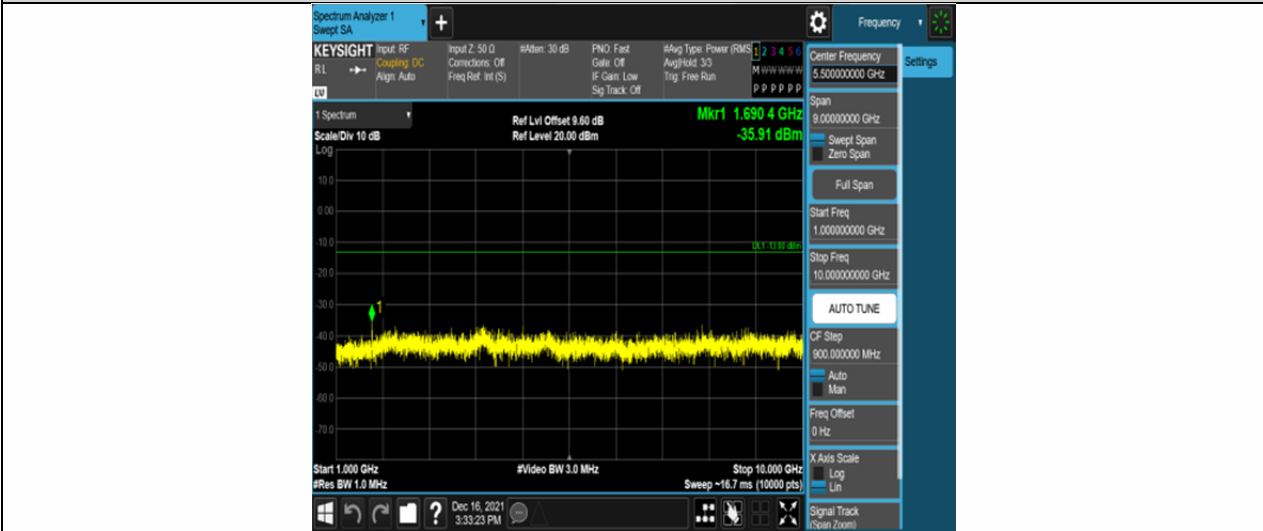 Spectrum Analyzer 1
Swept SA
+
Frequency
KEYSIGHT
RL
LV
Input: RF
Coupling: DC
Align: Auto
Input Z: 50 Ω
Corrections: Off
Freq Ref: Int (S)
#Atten: 30 dB
PNO: Fast
Gate: Off
IF Gain: Low
Sig Track: Off
#Avg Type: Power (RMS
Avg|Hold: 3/3
Trig: Free Run
1 2 3 4 5 6
M W W W W W
P P P P P P
1 Spectrum
Scale/Div 10 dB
Log
Ref Lvl Offset 9.60 dB
Ref Level 20.00 dBm
Mkr1 1.690 4 GHz
-35.91 dBm
10.0
0.00
-10.0
DL1 -13.00 dBm
-20.0
-30.0
1
-40.0
-50.0
-60.0
-70.0
Start 1.000 GHz
#Res BW 1.0 MHz
#Video BW 3.0 MHz
Stop 10.000 GHz
Sweep ~16.7 ms (10000 pts)
Center Frequency
5.500000000 GHz
Settings
Span
9.00000000 GHz
Swept Span
Zero Span
Full Span
Start Freq
1.000000000 GHz
Stop Freq
10.000000000 GHz
AUTO TUNE
CF Step
900.000000 MHz
Auto
Man
Freq Offset
0 Hz
X Axis Scale
Log
Lin
Signal Track
(Span Zoom)
?
Dec 16, 2021
3:33:23 PM